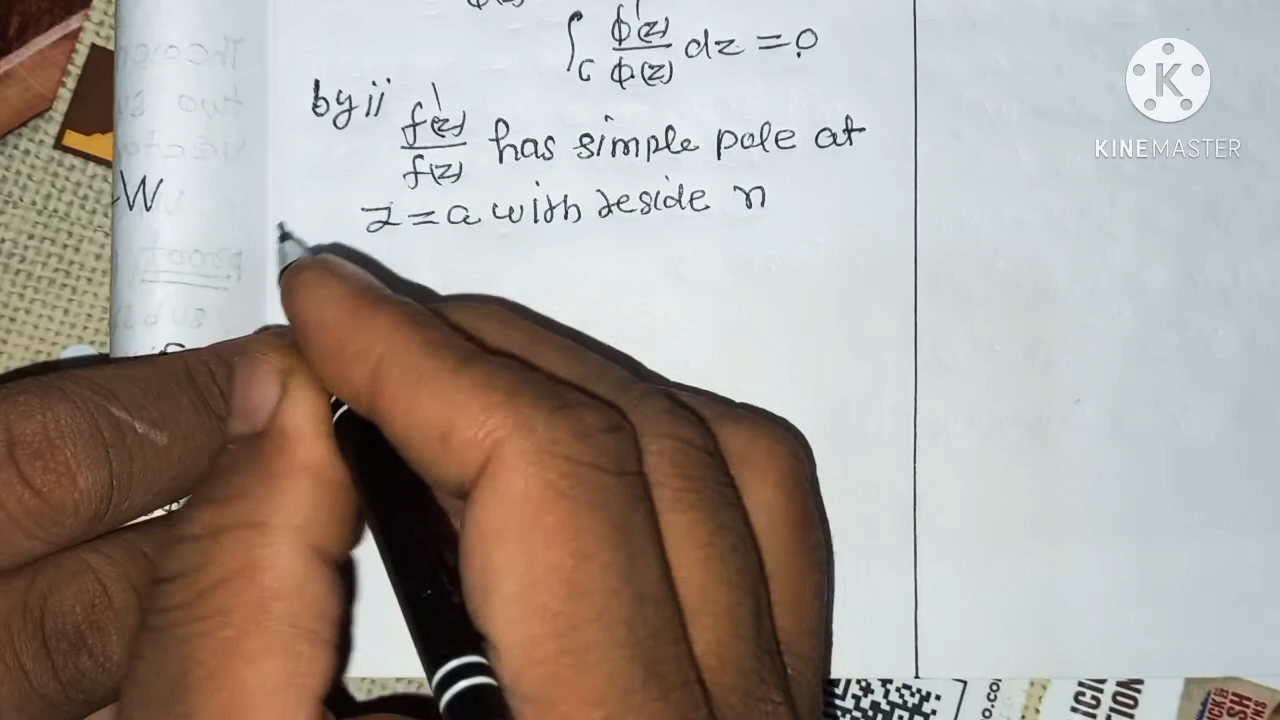 ∫_C φ'(z)/φ(z) dz = 0
by ii f'(z)/f(z) has simple pole at
z = a with reside n
W
K
KINEMASTER